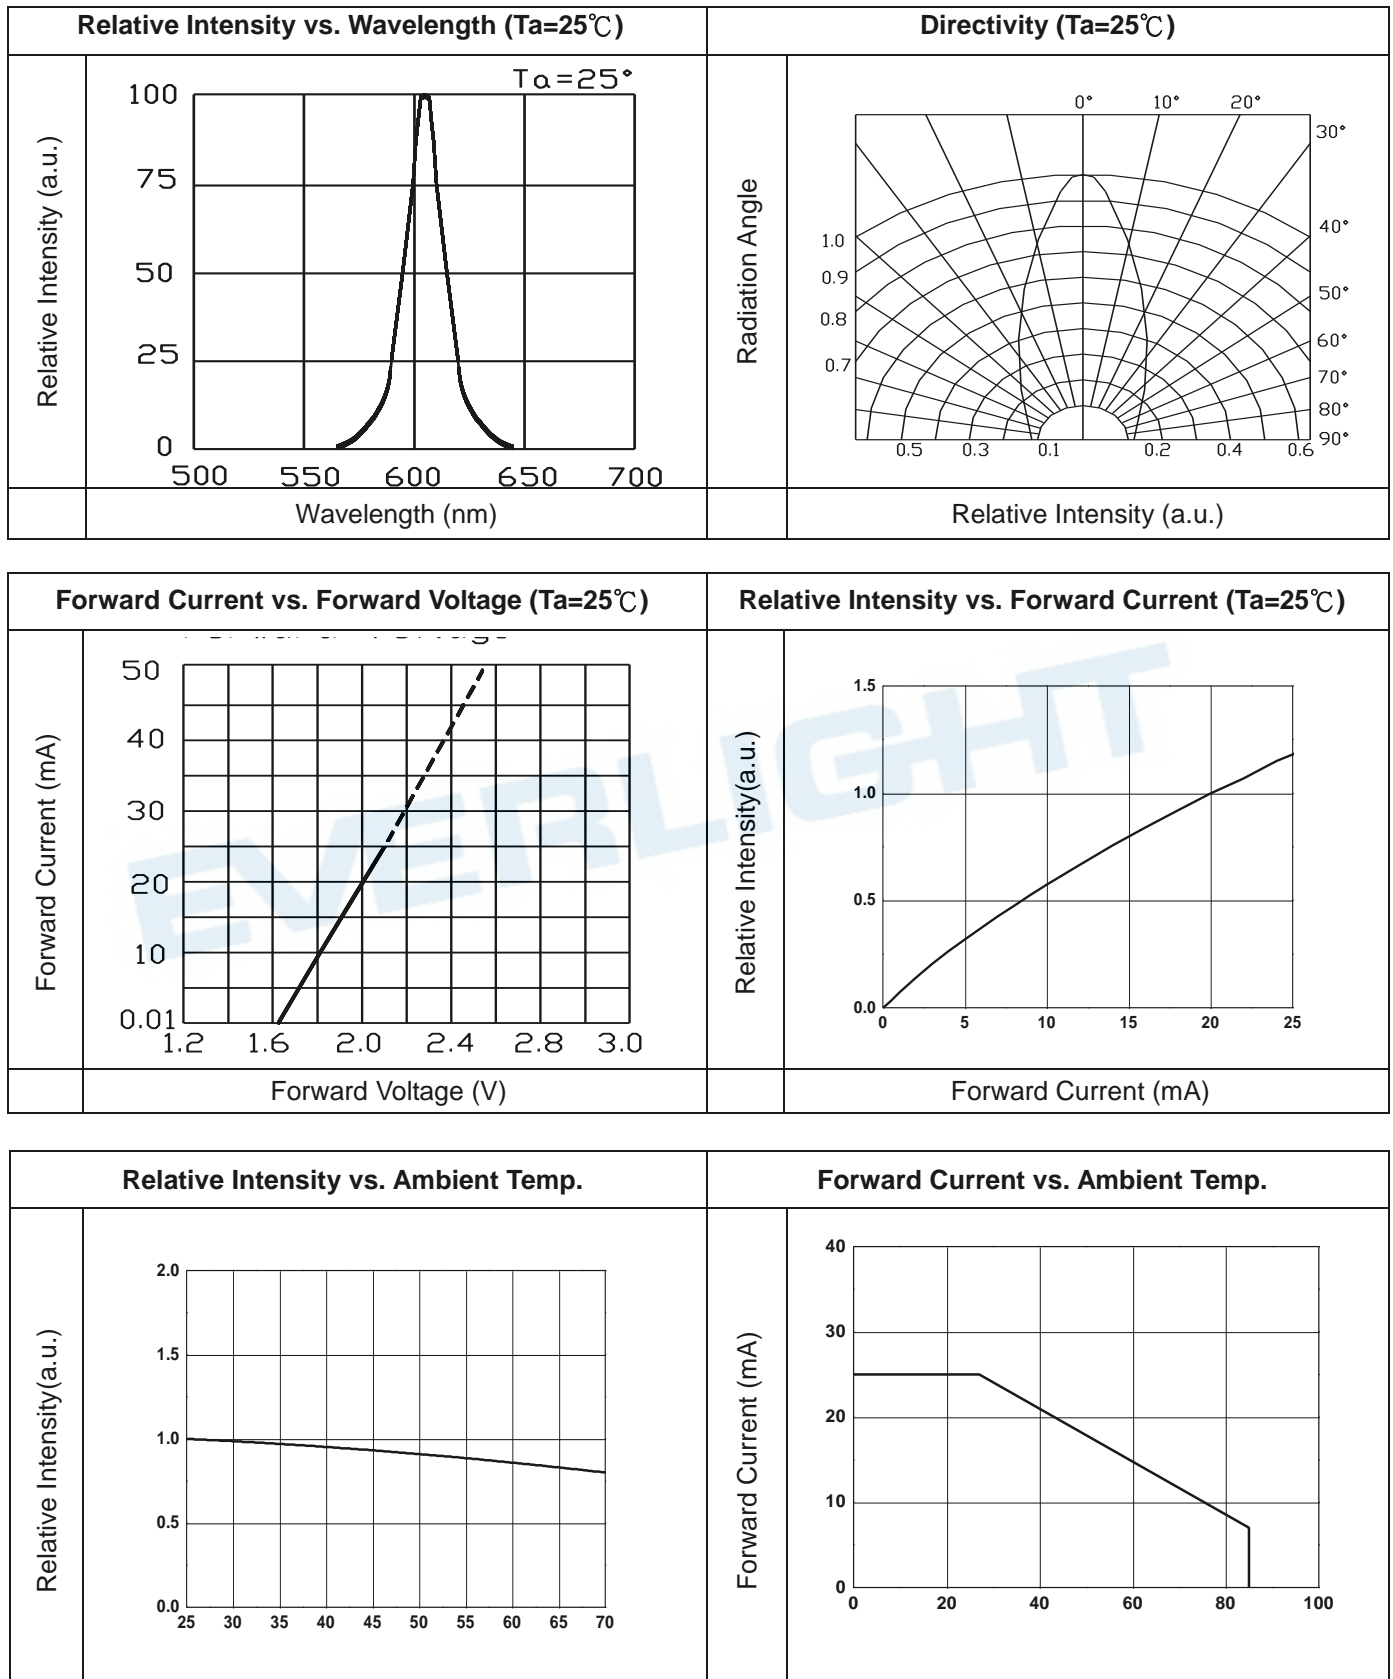 Relative Intensity vs. Wavelength (Ta=25℃)
Directivity (Ta=25℃)
Relative Intensity (a.u.)
Ta=25°
100
75
50
25
0
500 550 600 650 700
Wavelength (nm)
Radiation Angle
0° 10° 20°
30°
40°
50°
60°
70°
80°
90°
1.0
0.9
0.8
0.7
0.5 0.3 0.1 0.2 0.4 0.6
Relative Intensity (a.u.)
Forward Current vs. Forward Voltage (Ta=25℃)
Relative Intensity vs. Forward Current (Ta=25℃)
Forward Current (mA)
50
40
30
20
10
0.01
1.2 1.6 2.0 2.4 2.8 3.0
Forward Voltage (V)
Relative Intensity(a.u.)
1.5
1.0
0.5
0.0
0 5 10 15 20 25
Forward Current (mA)
EVERLIGHT
Relative Intensity vs. Ambient Temp.
Forward Current vs. Ambient Temp.
Relative Intensity(a.u.)
2.0
1.5
1.0
0.5
0.0
25 30 35 40 45 50 55 60 65 70
Forward Current (mA)
40
30
20
10
0
0 20 40 60 80 100